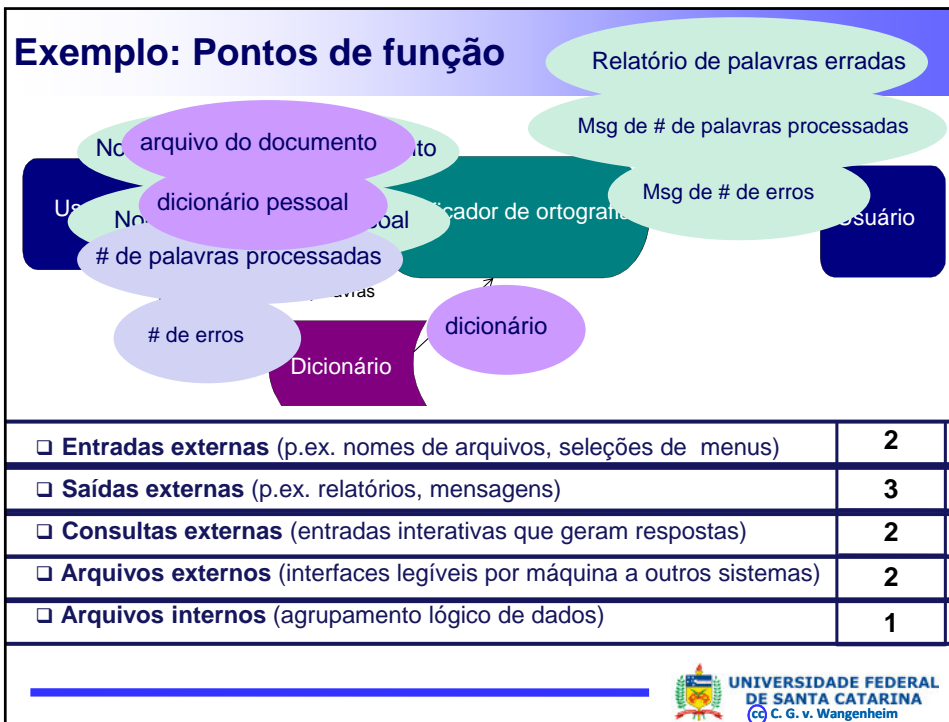 Exemplo: Pontos de função
Relatório de palavras erradas
Msg de # de palavras processadas
Msg de # de erros
arquivo do documento
dicionário pessoal
# de palavras processadas
# de erros
de ortografi
Usuário
dicionário
Dicionário
❑ Entradas externas (p.ex. nomes de arquivos, seleções de menus) 2
❑ Saídas externas (p.ex. relatórios, mensagens) 3
❑ Consultas externas (entradas interativas que geram respostas) 2
❑ Arquivos externos (interfaces legíveis por máquina a outros sistemas) 2
❑ Arquivos internos (agrupamento lógico de dados) 1
UNIVERSIDADE FEDERAL
DE SANTA CATARINA
cc C. G. v. Wangenheim